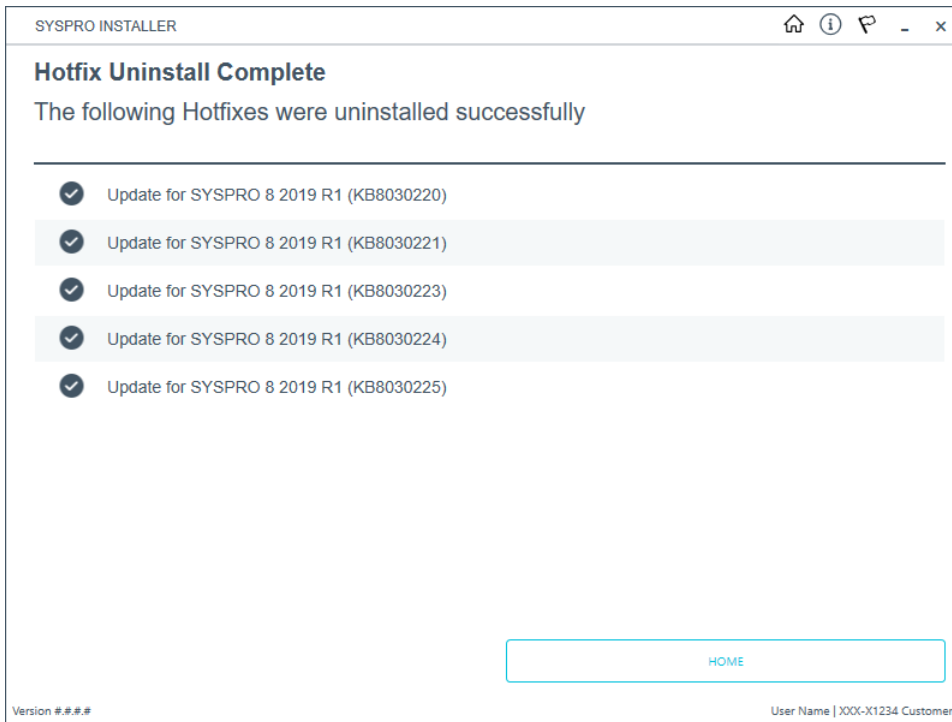 SYSPRO INSTALLER
Hotfix Uninstall Complete
The following Hotfixes were uninstalled successfully
Update for SYSPRO 8 2019 R1 (KB8030220)
Update for SYSPRO 8 2019 R1 (KB8030221)
Update for SYSPRO 8 2019 R1 (KB8030223)
Update for SYSPRO 8 2019 R1 (KB8030224)
Update for SYSPRO 8 2019 R1 (KB8030225)
HOME
Version #.#.#.#
User Name | XXX-X1234 Customer